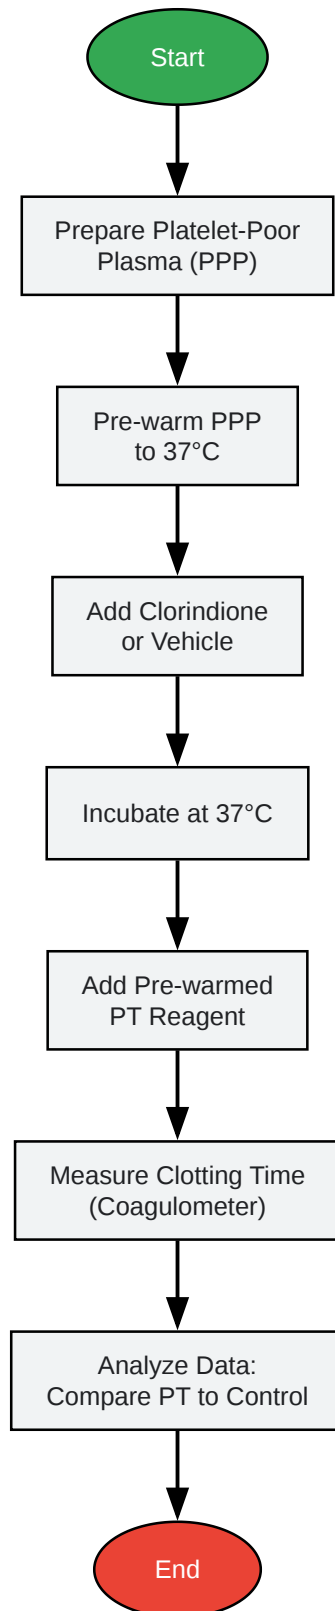 Start
Prepare Platelet-Poor
Plasma (PPP)
Pre-warm PPP
to 37°C
Add Clorindione
or Vehicle
Incubate at 37°C
Add Pre-warmed
PT Reagent
Measure Clotting Time
(Coagulometer)
Analyze Data:
Compare PT to Control
End